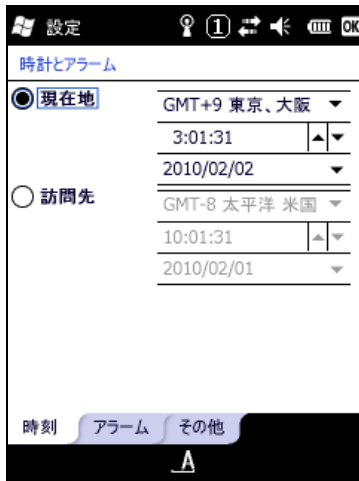 設定 1 OK
時計とアラーム
現在地 GMT+9 東京、大阪
3:01:31
2010/02/02
訪問先 GMT-8 太平洋 米国
10:01:31
2010/02/01
時刻 アラーム その他
A